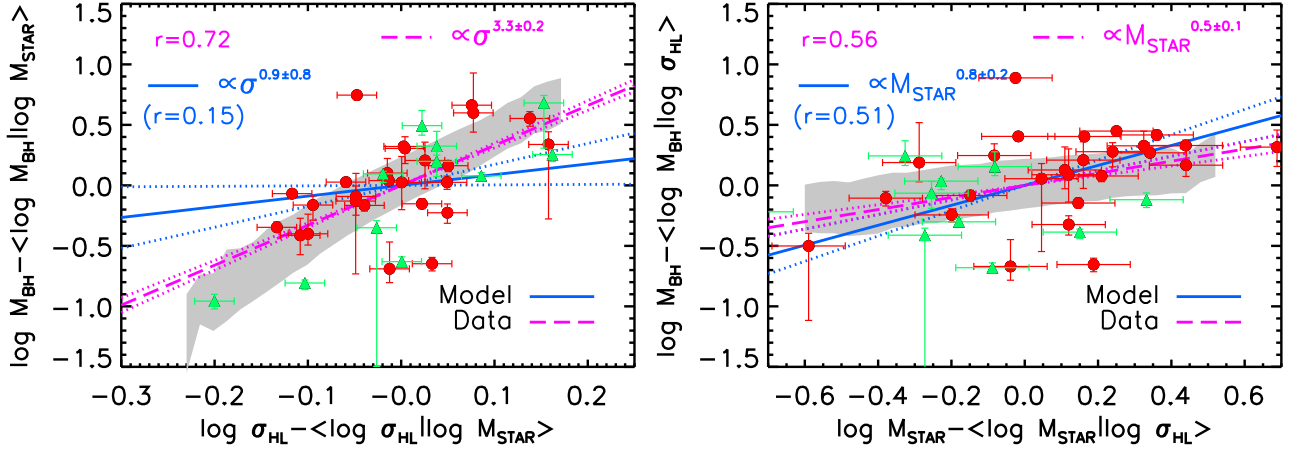 log M_BH−<log M_BH|log M_STAR>
1.5
1.0
0.5
0.0
−0.5
−1.0
−1.5
r=0.72
∝σ^3.3±0.2
∝σ^0.9±0.8
(r=0.15)
Model
Data
−0.3 −0.2 −0.1 −0.0 0.1 0.2
log σ_HL−<log σ_HL|log M_STAR>
log M_BH−<log M_BH|log σ_HL>
1.5
1.0
0.5
0.0
−0.5
−1.0
−1.5
r=0.56
∝M_STAR^0.5±0.1
∝M_STAR^0.8±0.2
(r=0.51)
Model
Data
−0.6 −0.4 −0.2 −0.0 0.2 0.4 0.6
log M_STAR−<log M_STAR|log σ_HL>